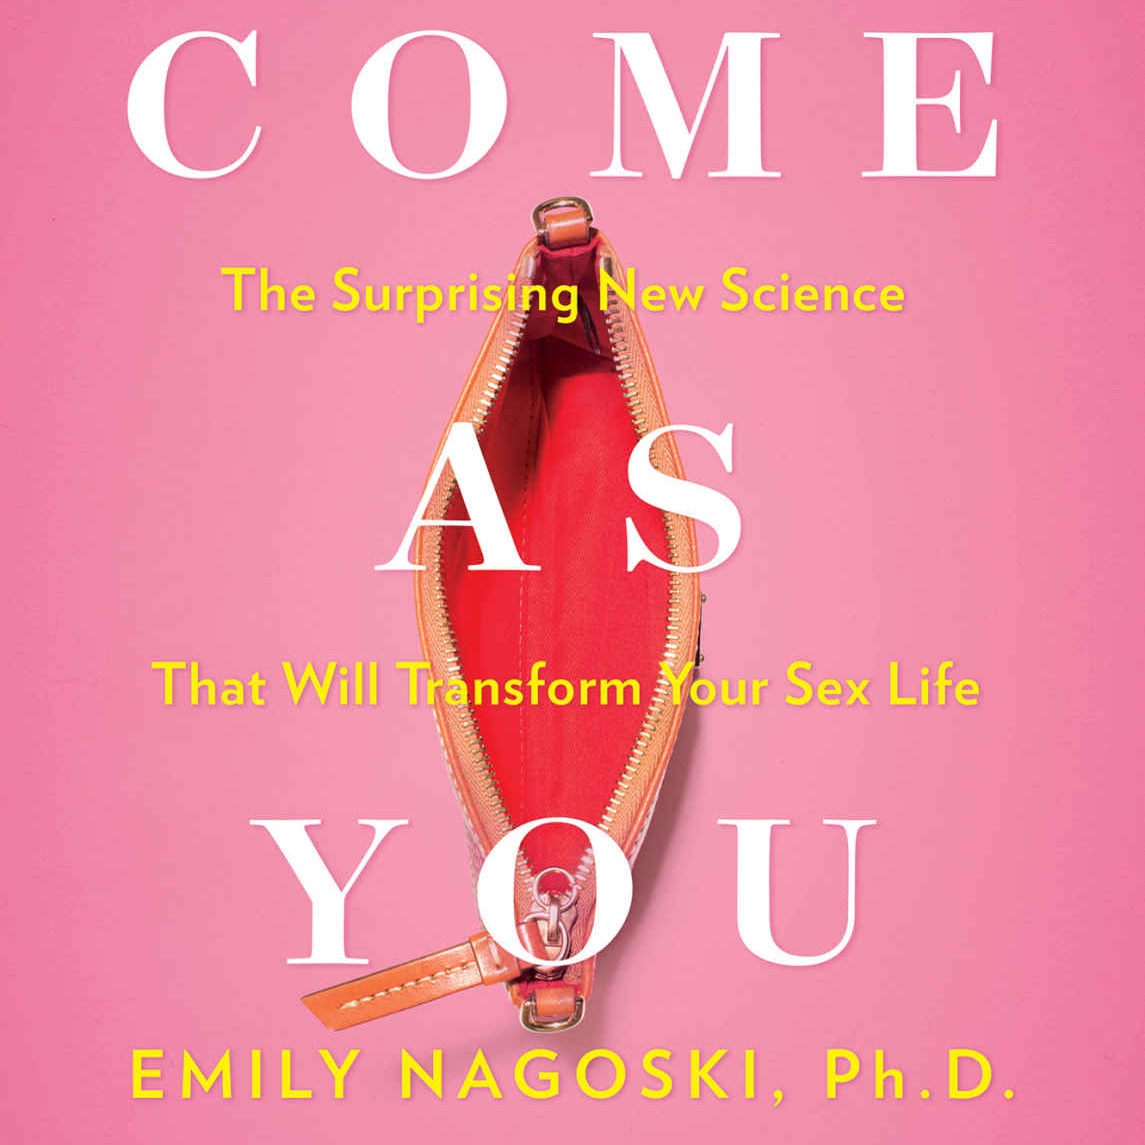 COME
The Surprising New Science
AS
That Will Transform Your Sex Life
YOU
EMILY NAGOSKI, Ph.D.